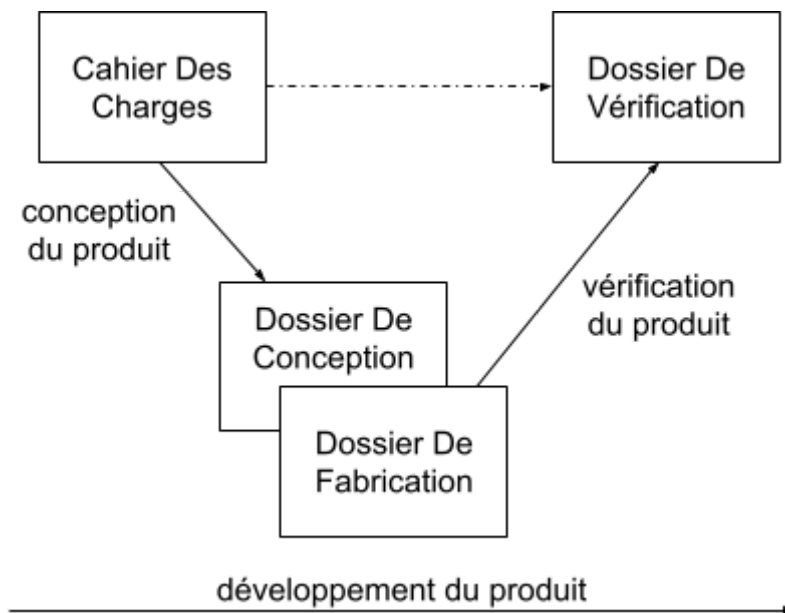 Cahier Des
Charges
Dossier De
Vérification
conception
du produit
Dossier De
Conception
vérification
du produit
Dossier De
Fabrication
développement du produit